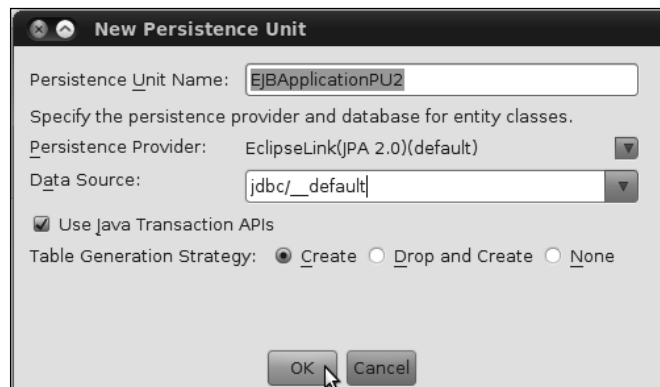 New Persistence Unit
Persistence Unit Name: EJBApplicationPU2
Specify the persistence provider and database for entity classes.
Persistence Provider: EclipseLink(JPA 2.0)(default)
Data Source: jdbc/__default
Use Java Transaction APIs
Table Generation Strategy: Create Drop and Create None
OK Cancel